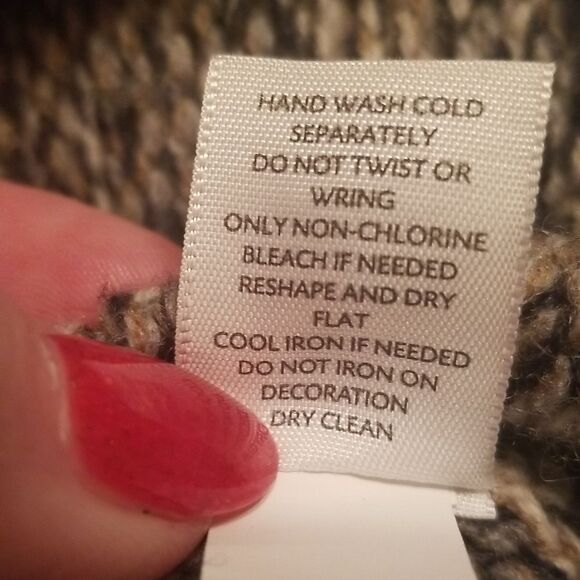 HAND WASH COLD
SEPARATELY
DO NOT TWIST OR
WRING
ONLY NON-CHLORINE
BLEACH IF NEEDED
RESHAPE AND DRY
FLAT
COOL IRON IF NEEDED
DO NOT IRON ON
DECORATION
DRY CLEAN